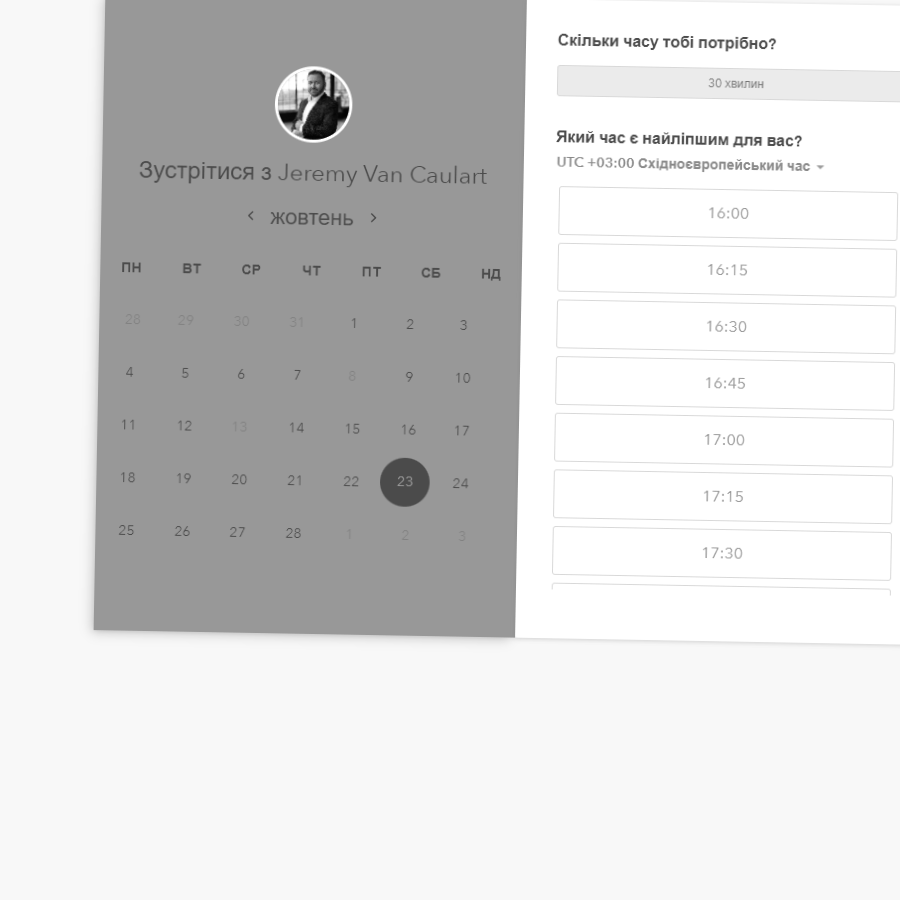 Зустрітися з Jeremy Van Caulart
жовтень
ПН ВТ СР ЧТ ПТ СБ НД
28 29 30 31 1 2 3
4 5 6 7 8 9 10
11 12 13 14 15 16 17
18 19 20 21 22 23 24
25 26 27 28 1 2 3
Скільки часу тобі потрібно?
30 хвилин
Який час є найліпшим для вас?
UTC +03:00 Східноєвропейський час
16:00
16:15
16:30
16:45
17:00
17:15
17:30